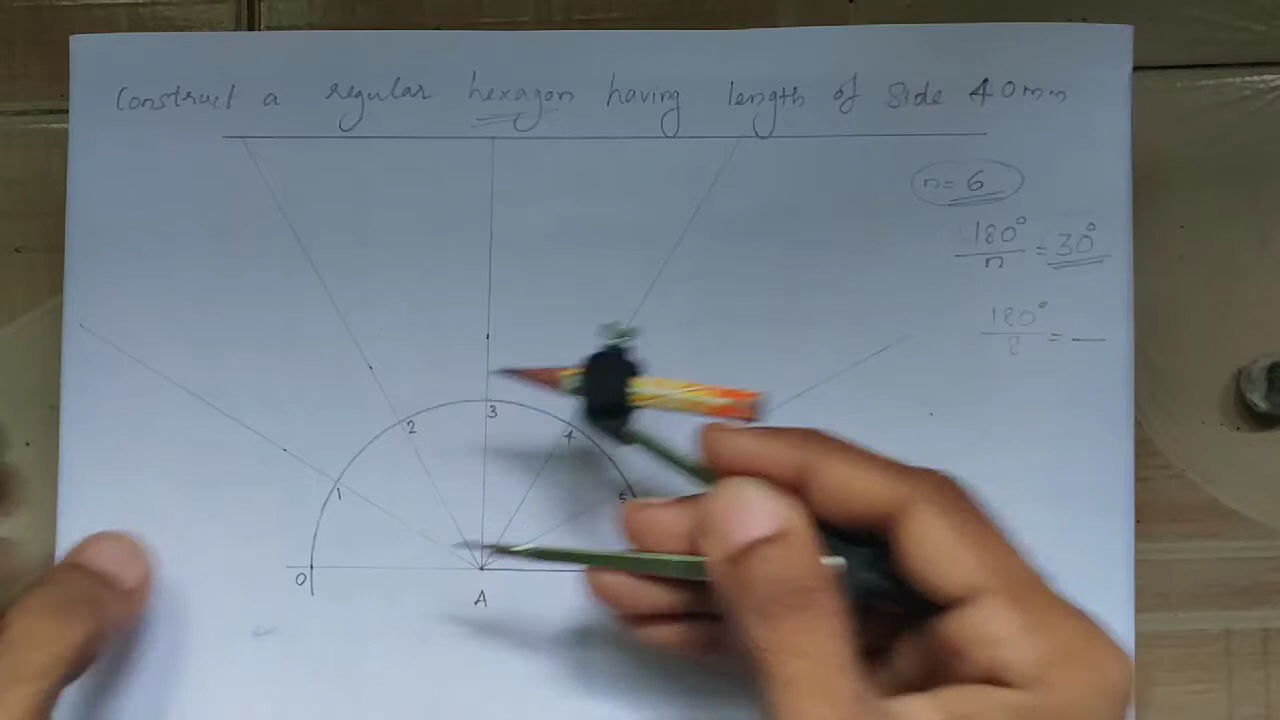 Construct a regular hexagon having length of side 40mm
n=6
180°/n = 30°
180°/8 = —
3
2
4
1
5
0
A